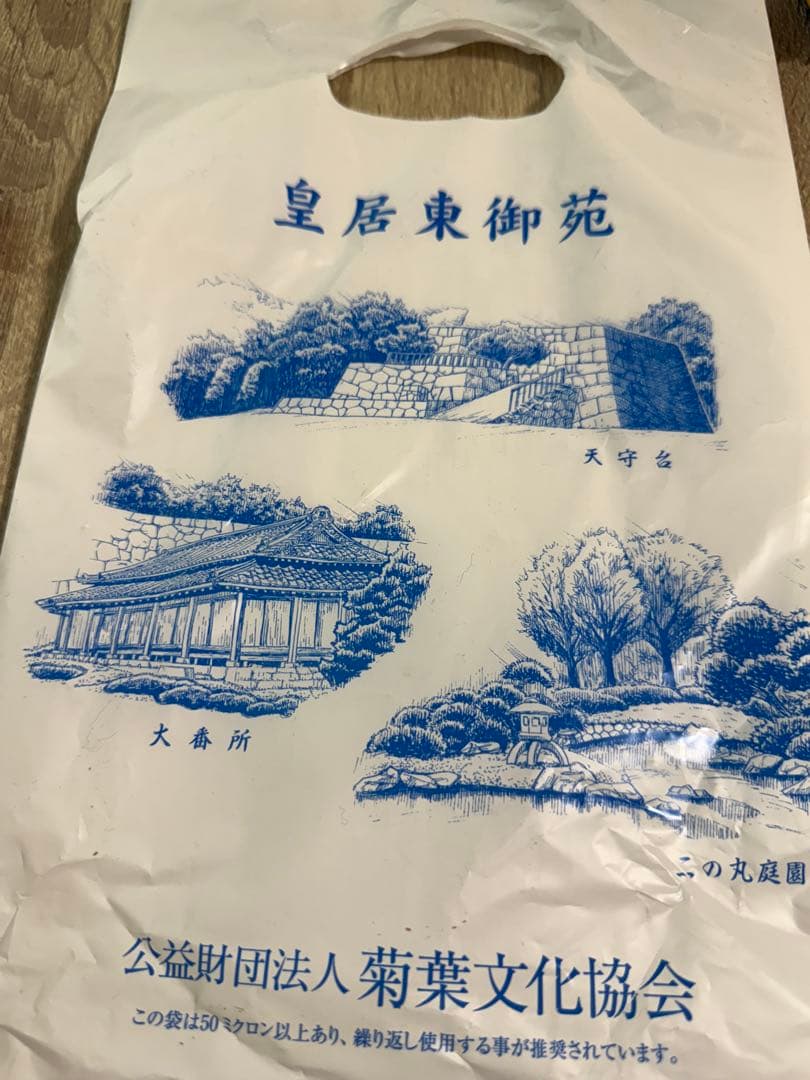 皇居東御苑
天守台
大番所
二の丸庭園
公益財団法人 菊葉文化協会
この袋は50ミクロン以上あり、繰り返し使用する事が推奨されています。